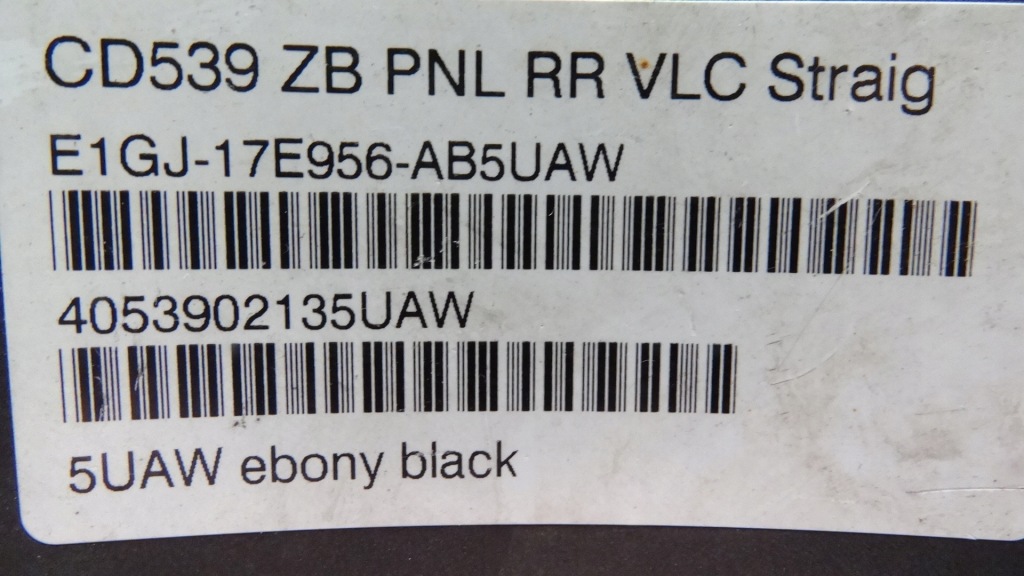 CD539 ZB PNL RR VLC Straig
E1GJ-17E956-AB5UAW
4053902135UAW
5UAW ebony black